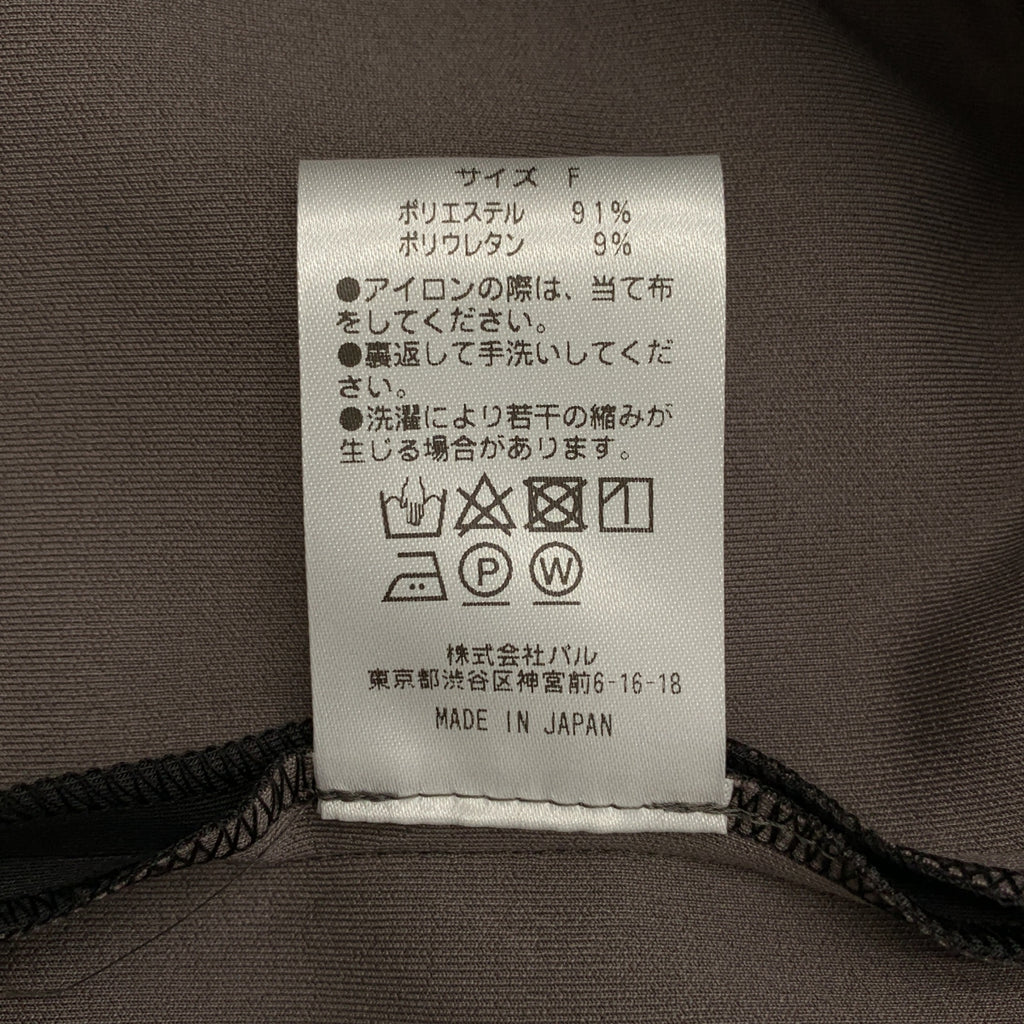 サイズ F
ポリエステル 91%
ポリウレタン 9%
●アイロンの際は、当て布
をしてください。
●裏返して手洗いしてくだ
さい。
●洗濯により若干の縮みが
生じる場合があります。
P W
株式会社パル
東京都渋谷区神宮前6-16-18
MADE IN JAPAN